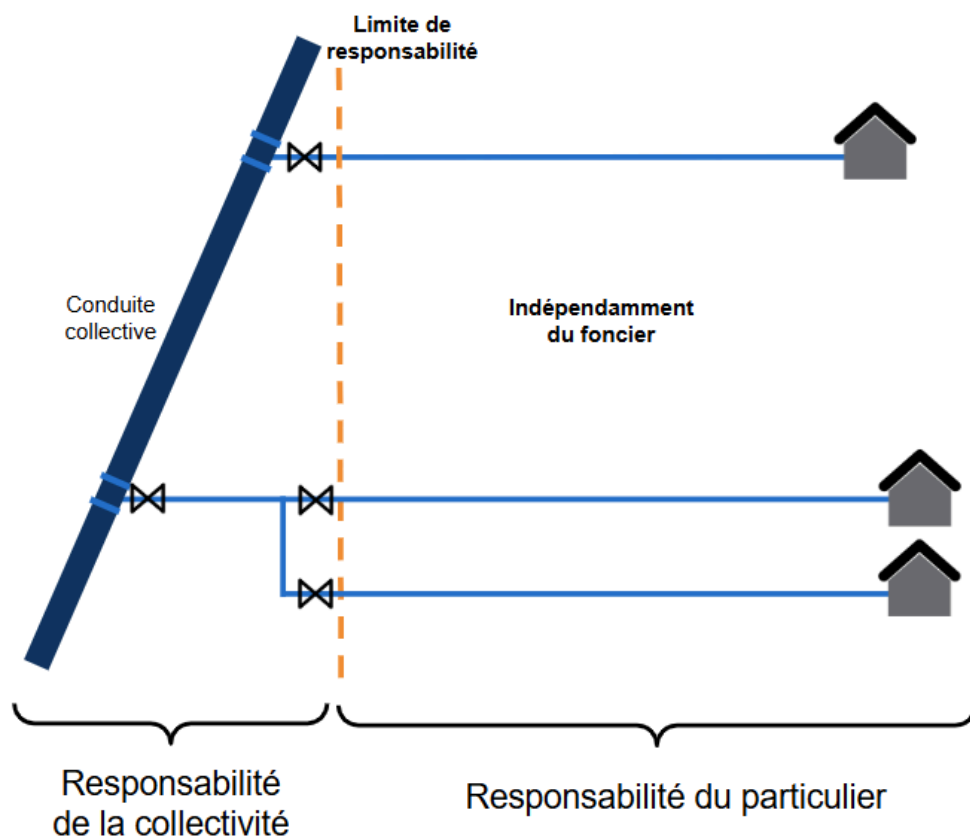 Limite de
responsabilité
Conduite
collective
Indépendamment
du foncier
Responsabilité
de la collectivité
Responsabilité du particulier